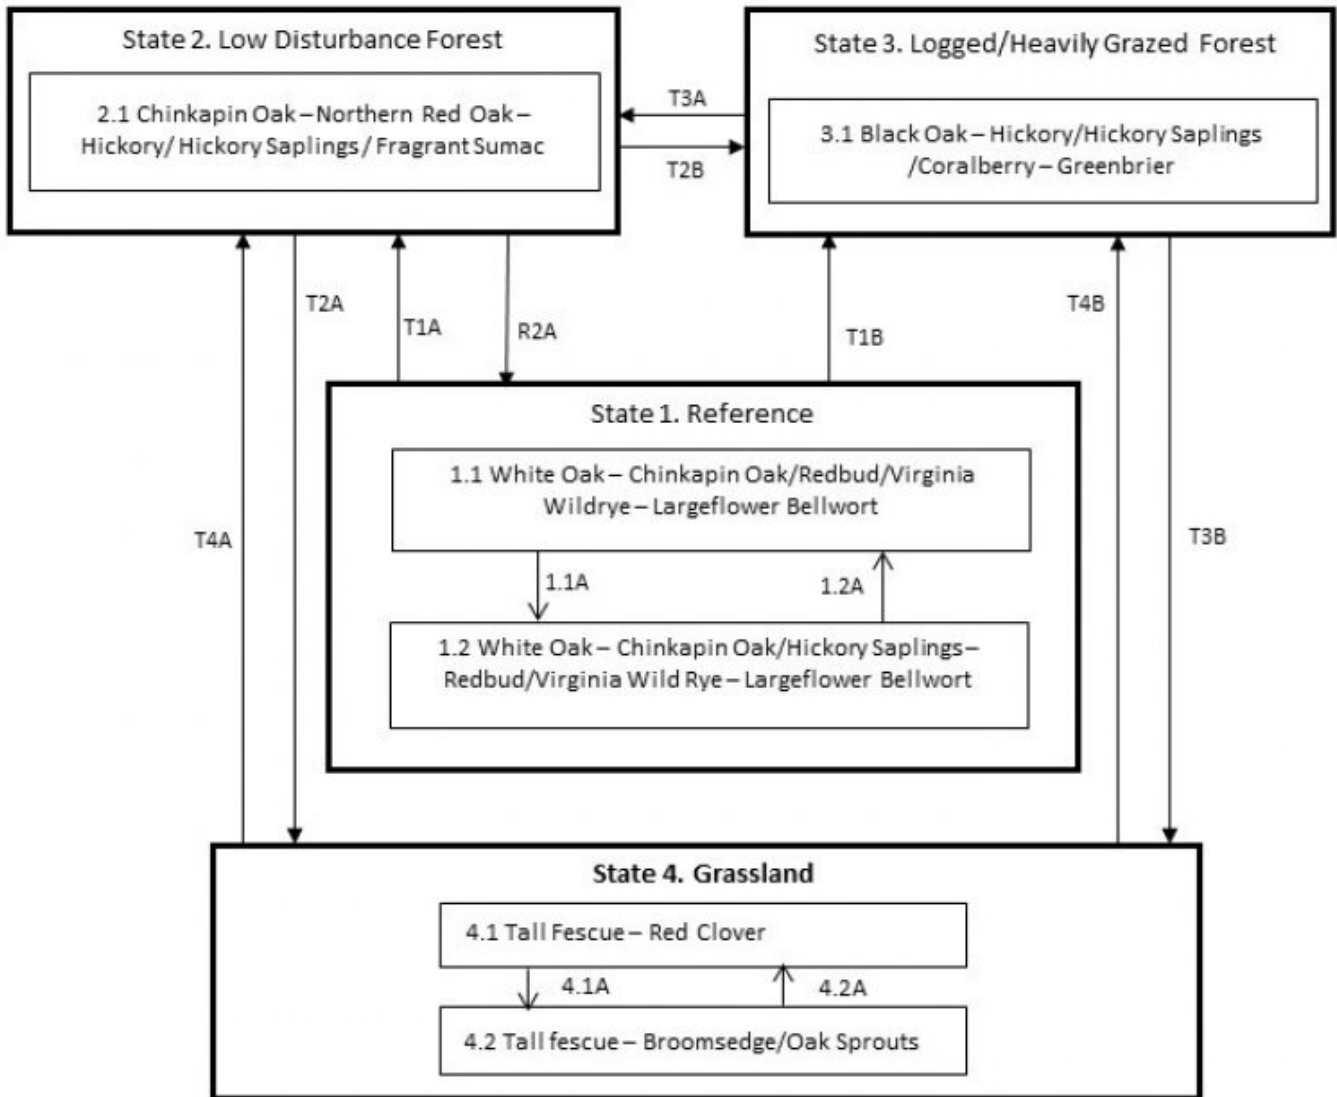 State 2. Low Disturbance Forest
2.1 Chinkapin Oak – Northern Red Oak –
Hickory/ Hickory Saplings/ Fragrant Sumac
State 3. Logged/Heavily Grazed Forest
3.1 Black Oak – Hickory/Hickory Saplings
/Coralberry – Greenbrier
T3A
T2B
T2A
T1A
R2A
T1B
T4B
State 1. Reference
1.1 White Oak – Chinkapin Oak/Redbud/Virginia
Wildrye – Largeflower Bellwort
T4A
T3B
1.1A
1.2A
1.2 White Oak – Chinkapin Oak/Hickory Saplings–
Redbud/Virginia Wild Rye – Largeflower Bellwort
State 4. Grassland
4.1 Tall Fescue – Red Clover
4.1A
4.2A
4.2 Tall fescue – Broomsedge/Oak Sprouts